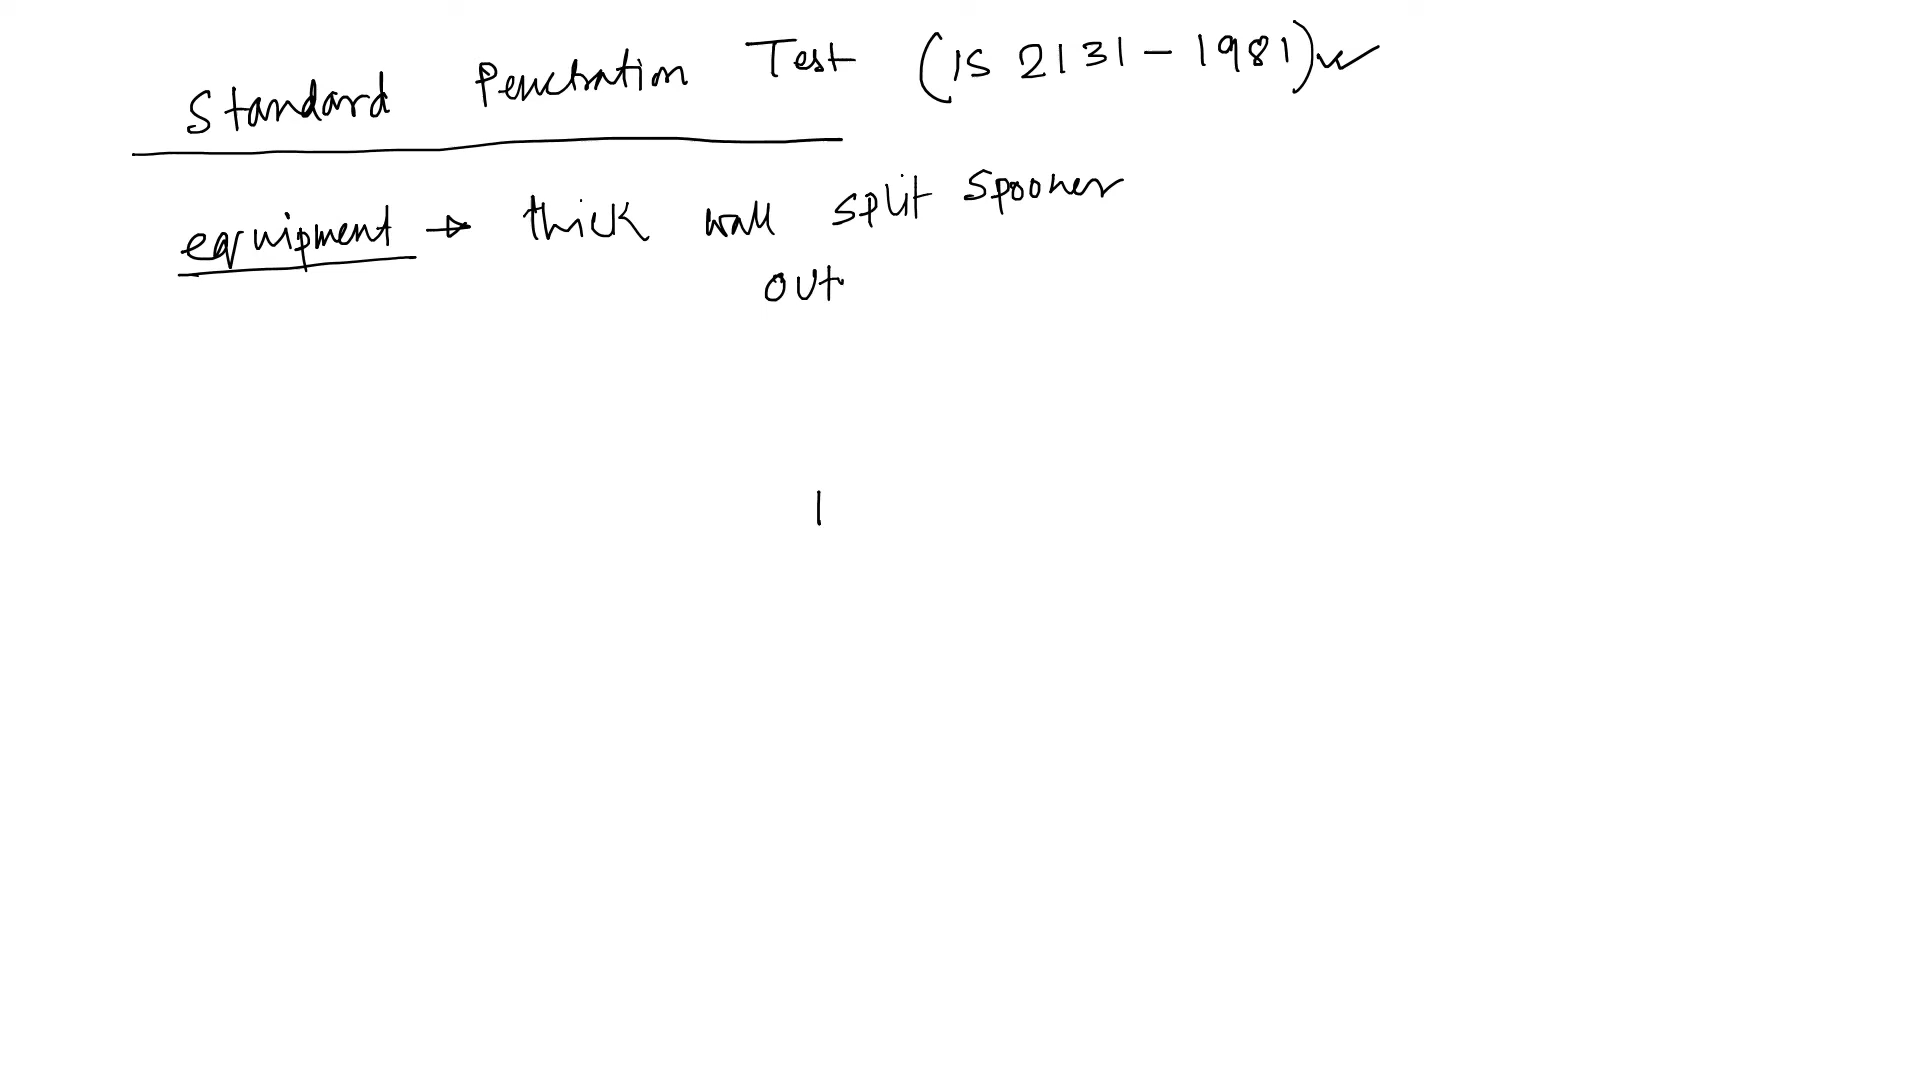 Standard Penetration Test (IS 2131-1981)
equipment → thick wall split spooner
out
|